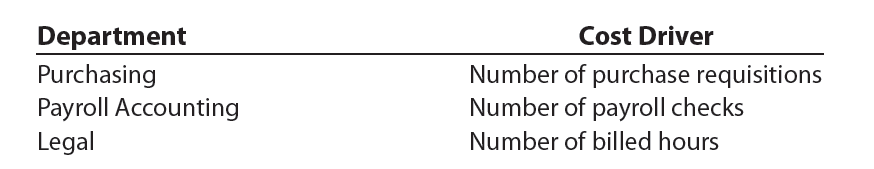 Department Cost Driver
Purchasing Number of purchase requisitions
Payroll Accounting Number of payroll checks
Legal Number of billed hours